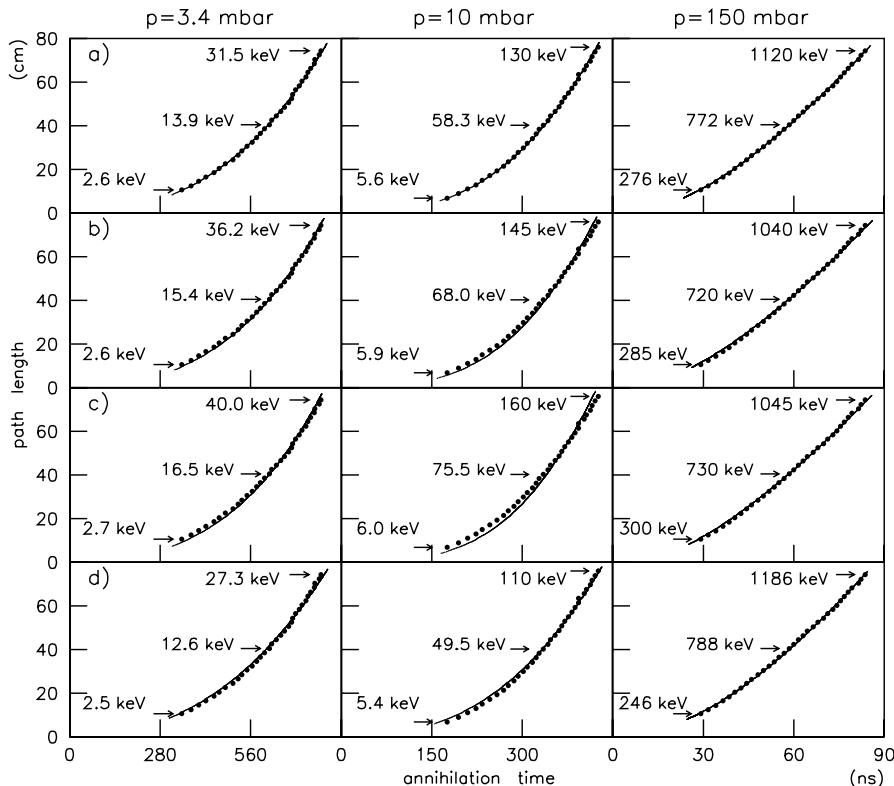 p=3.4 mbar p=10 mbar p=150 mbar
80 a) 31.5 keV 130 keV 1120 keV
(cm)
60
40 13.9 keV 58.3 keV 772 keV
20
2.6 keV 5.6 keV 276 keV
0
b) 36.2 keV 145 keV 1040 keV
60
40 15.4 keV 68.0 keV 720 keV
20
2.6 keV 5.9 keV 285 keV
0
path length
c) 40.0 keV 160 keV 1045 keV
60
40 16.5 keV 75.5 keV 730 keV
20
2.7 keV 6.0 keV 300 keV
0
d) 27.3 keV 110 keV 1186 keV
60
40 12.6 keV 49.5 keV 788 keV
20
2.5 keV 5.4 keV 246 keV
0
0 280 560 0 150 300 0 30 60 90
annihilation time (ns)